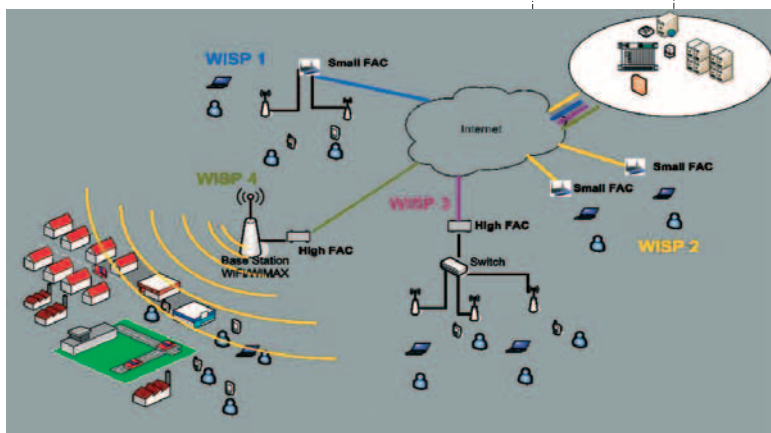 WISP 1
Small FAC
Internet
WISP 4
Small FAC
Small FAC
WISP 3
High FAC
High FAC
WISP 2
Base Station
WiFi/WIMAX
Switch